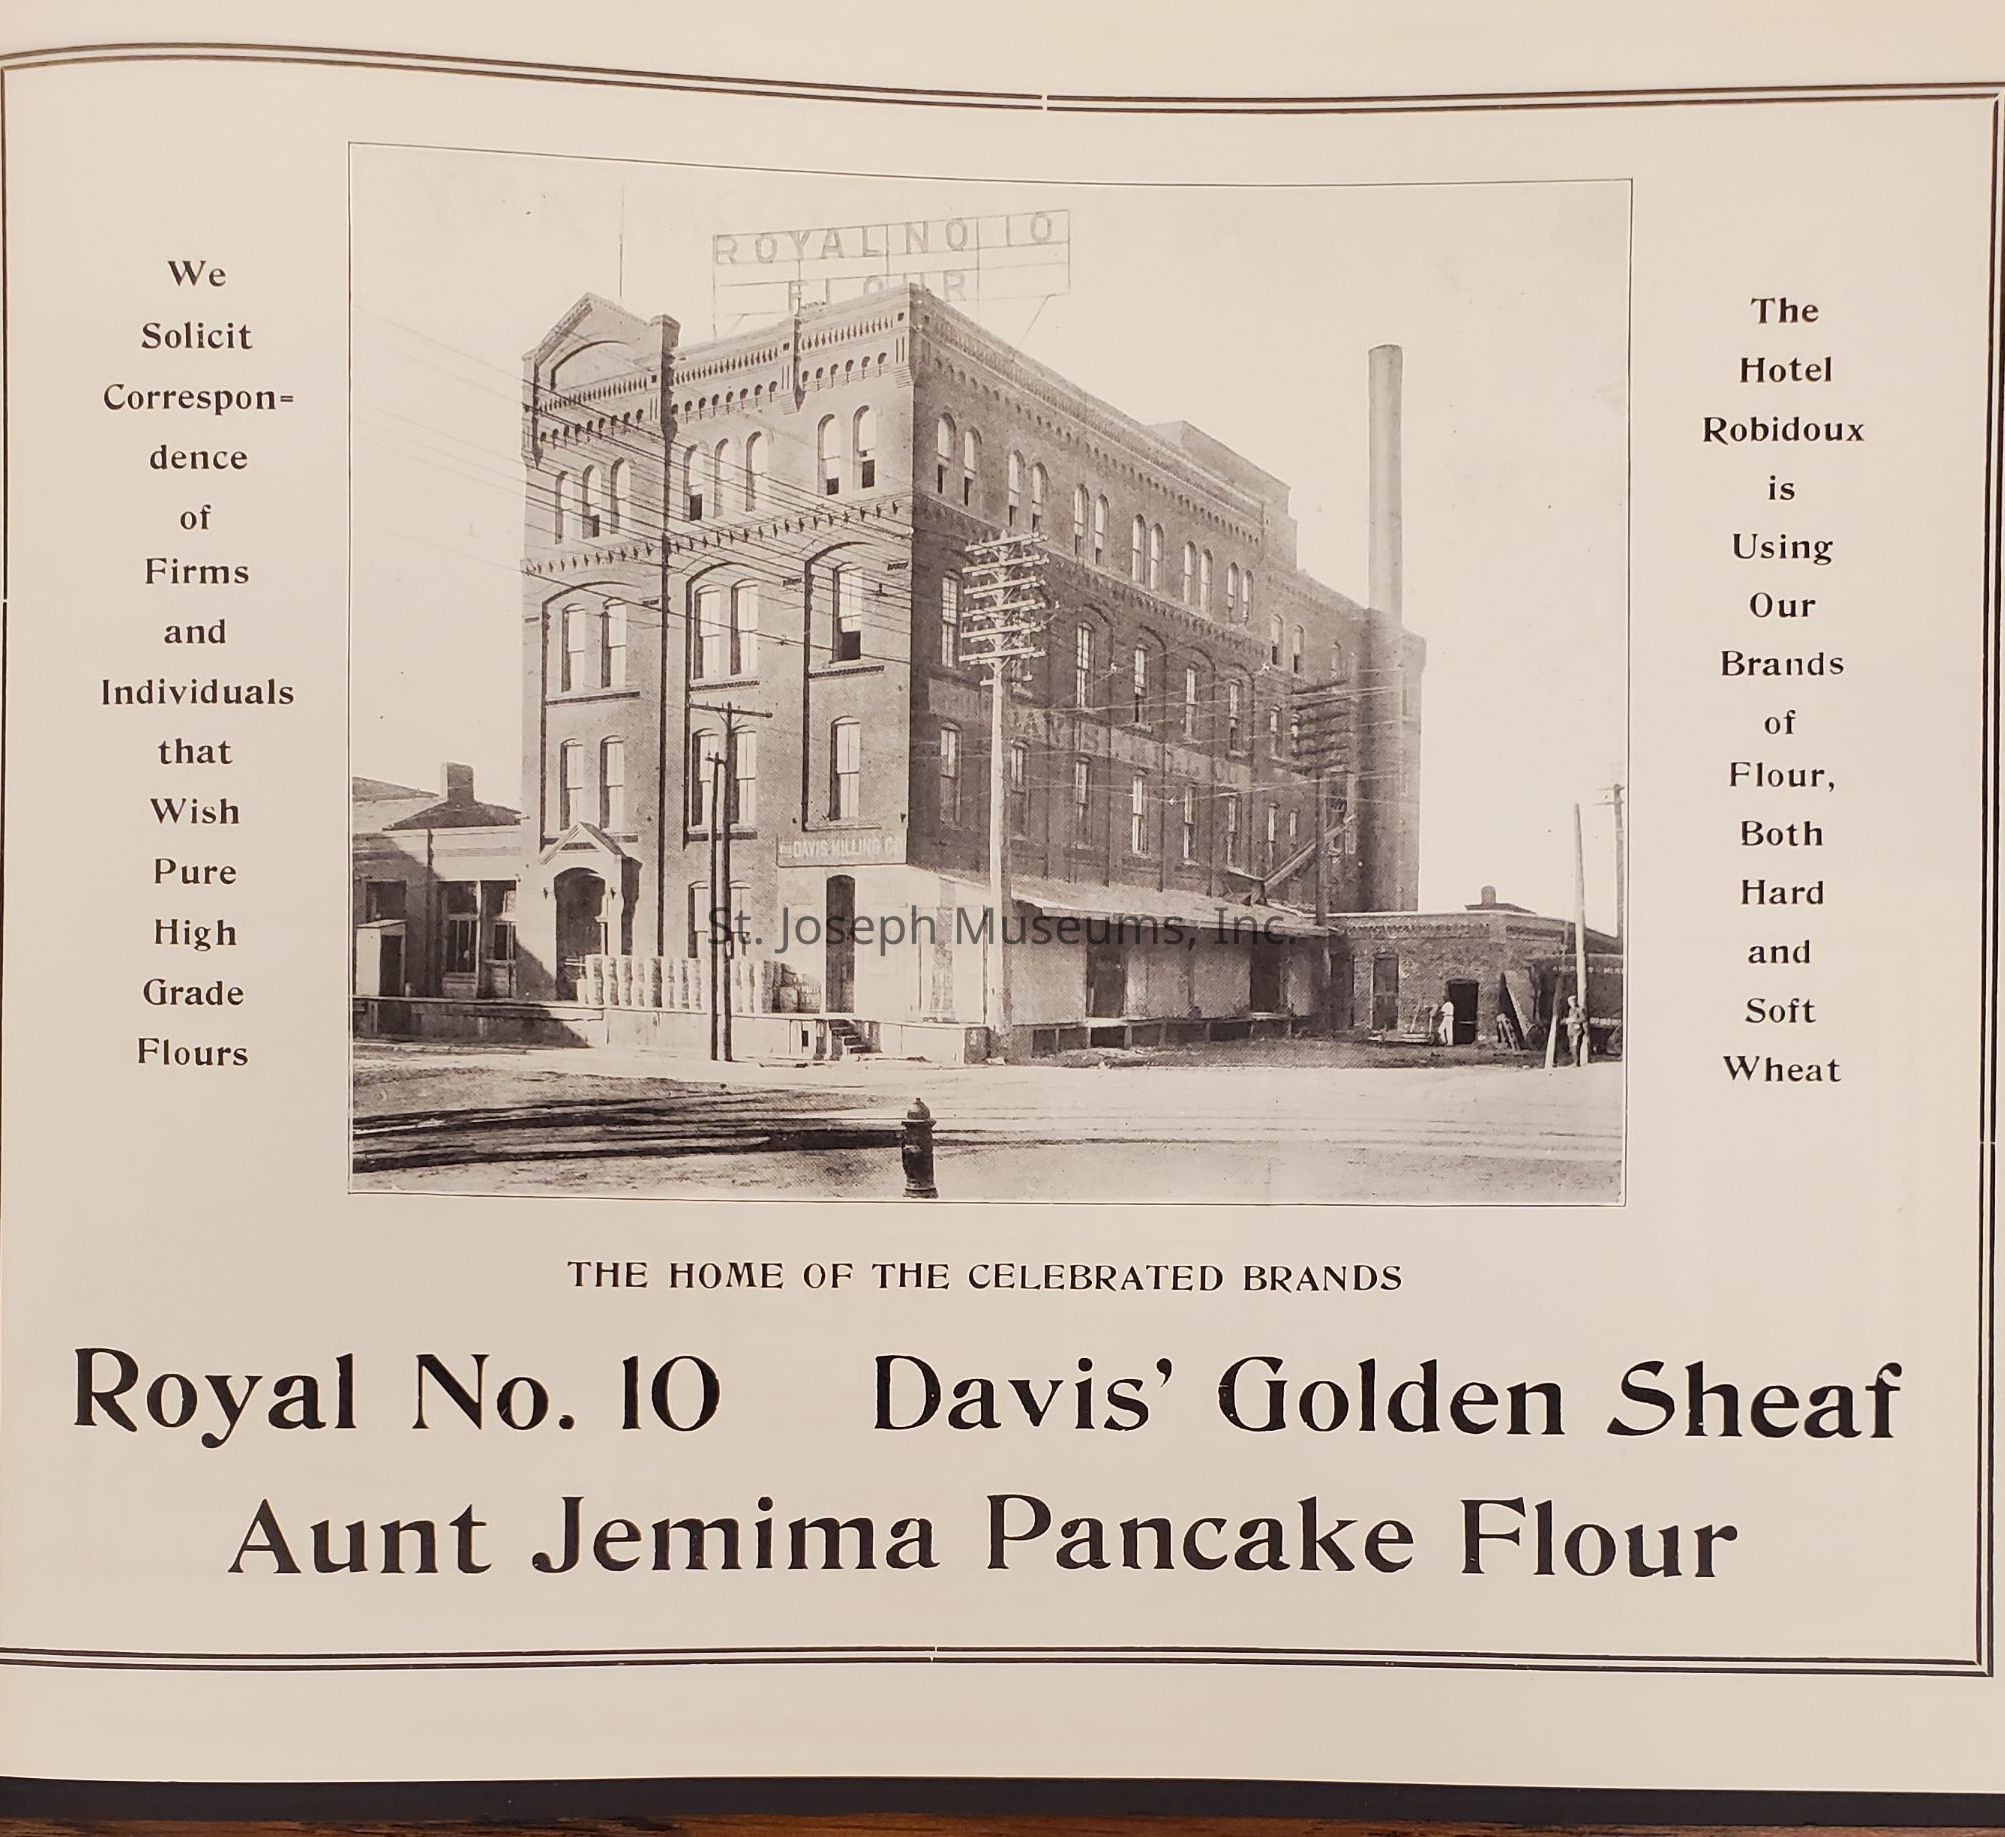 We
Solicit
Correspon=
dence
of
Firms
and
Individuals
that
Wish
Pure
High
Grade
Flours
ROYAL NO 10
FLOUR
DAVIS MILLING CO
St. Joseph Museums, Inc.
The
Hotel
Robidoux
is
Using
Our
Brands
of
Flour,
Both
Hard
and
Soft
Wheat
THE HOME OF THE CELEBRATED BRANDS
Royal No. 10 Davis' Golden Sheaf
Aunt Jemima Pancake Flour